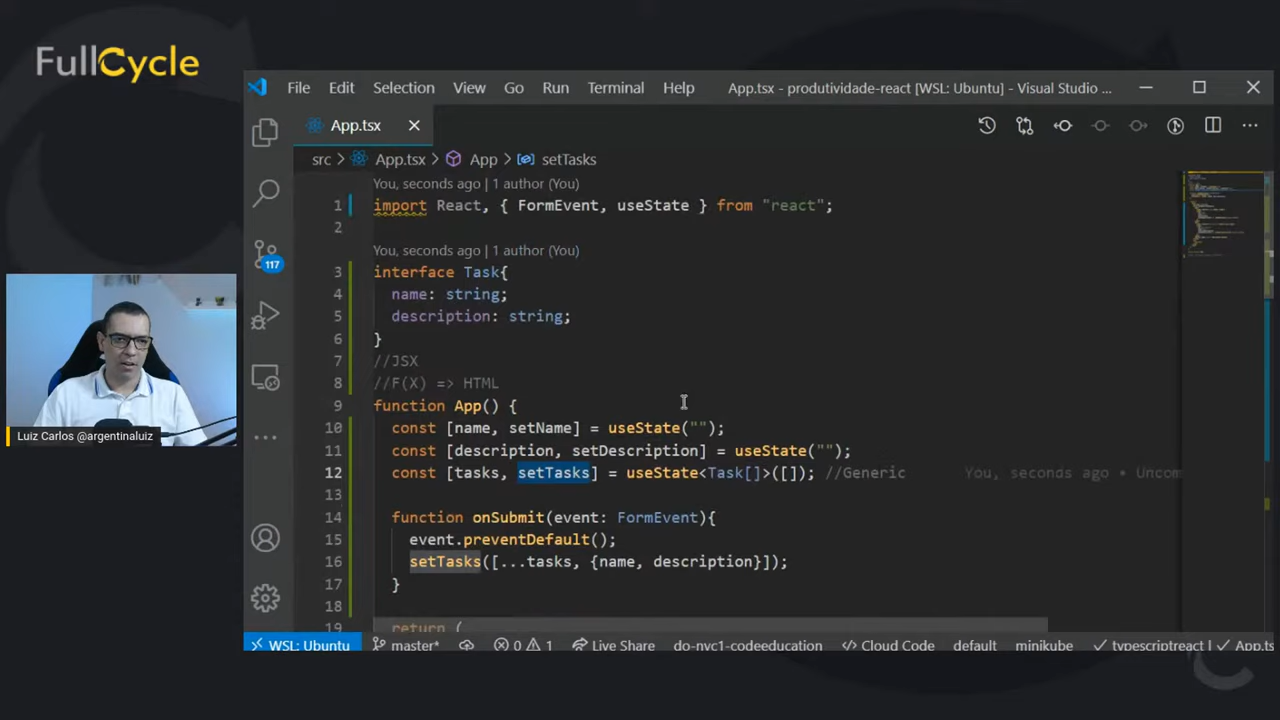 FullCycle
File Edit Selection View Go Run Terminal Help App.tsx - produtividade-react [WSL: Ubuntu] - Visual Studio ...
App.tsx
src > App.tsx > App > setTasks
You, seconds ago | 1 author (You)
1 import React, { FormEvent, useState } from "react";
2
You, seconds ago | 1 author (You)
3 interface Task{
4 name: string;
5 description: string;
6 }
7 //JSX
8 //F(X) => HTML
9 function App() {
10 const [name, setName] = useState("");
11 const [description, setDescription] = useState("");
12 const [tasks, setTasks] = useState<Task[]>([]); //Generic You, seconds ago • Uncom
13
14 function onSubmit(event: FormEvent){
15 event.preventDefault();
16 setTasks([...tasks, {name, description}]);
17 }
18
19 return (
117
Luiz Carlos @argentinaluiz
WSL: Ubuntu master* 0 1 Live Share do-nyc1-codeeducation Cloud Code default minikube typescriptreact App.ts